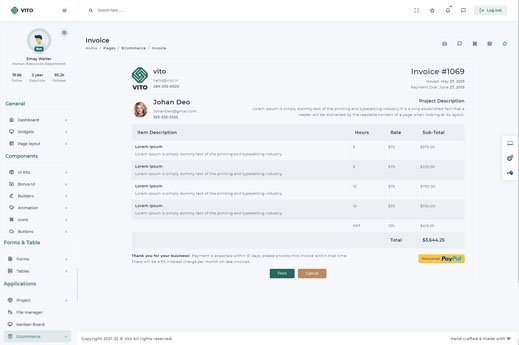 VITO
Search here ...
Log out
Emay Walter
Human Resources Department
19.8k
2 year
95.2k
Follow
Experince
Follower
General
Dashboard
Widgets
Page layout
Components
UI Kits
Bonus UI
Builders
Animation
Icons
Buttons
Forms & Table
Forms
Tables
Applications
Project
File manager
kanban Board
Ecommerce
Invoice
Home / Pages / ECommerce / Invoice
VITO
vito
hello@vito.in
289-335-6503
Invoice #1069
Issued: May 27, 2015
Payment Due: June 27, 2015
Johan Deo
JohanDeo@gmail.com
555-555-5555
Project Description
Lorem Ipsum is simply dummy text of the printing and typesetting industry.It is a long established fact that a
reader will be distracted by the readable content of a page when looking at its layout.
Item Description Hours Rate Sub-Total
Lorem Ipsum
Lorem Ipsum is simply dummy text of the printing and typesetting industry.
5 $75 $375.00
Lorem Ipsum
Lorem Ipsum is simply dummy text of the printing and typesetting industry.
3 $75 $225.00
Lorem Ipsum
Lorem Ipsum is simply dummy text of the printing and typesetting industry.
10 $75 $750.00
Lorem Ipsum
Lorem Ipsum is simply dummy text of the printing and typesetting industry.
10 $75 $750.00
HST 13% $419.25
Total $3,644.25
Thank you for your business! Payment is expected within 31 days; please process this invoice within that time.
There will be a 5% interest charge per month on late invoices.
PayPal
Print
Cancel
Copyright 2021-22 © vito All rights reserved.
Hand crafted & made with